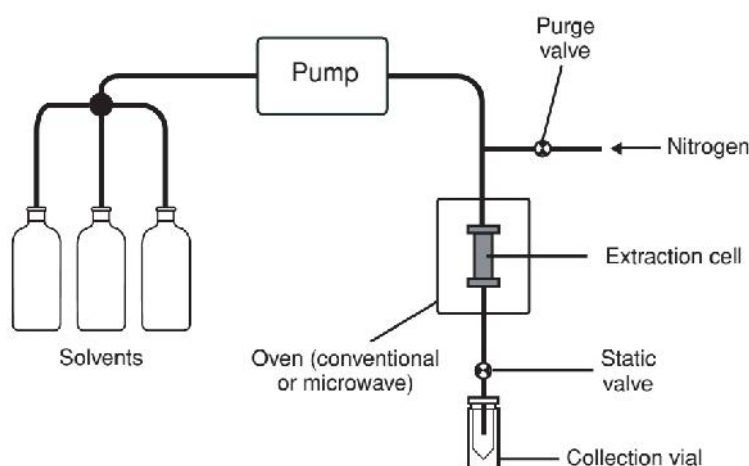 Purge
valve
Pump
Nitrogen
Extraction cell
Solvents
Oven (conventional
or microwave)
Static
valve
Collection vial